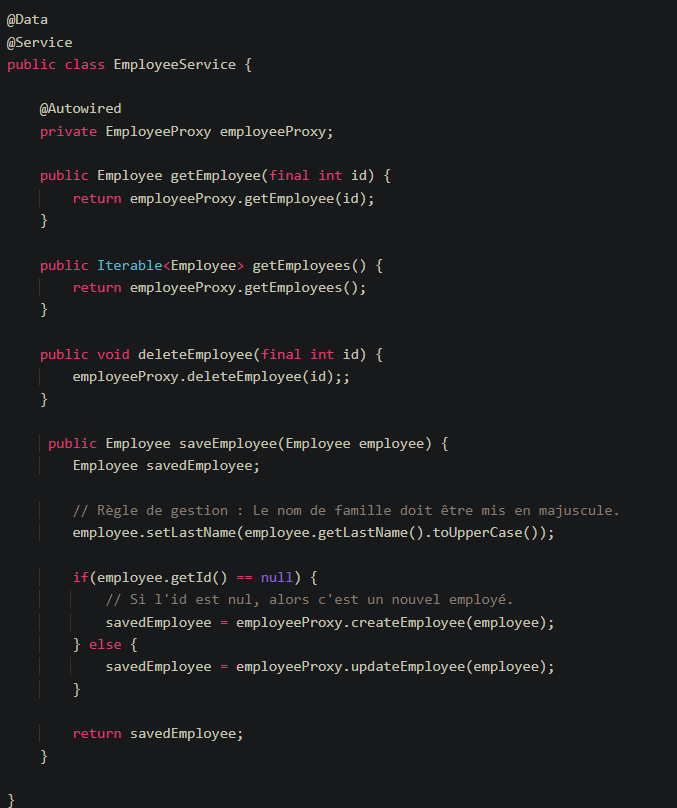 @Data
@Service
public class EmployeeService {
@Autowired
private EmployeeProxy employeeProxy;
public Employee getEmployee(final int id) {
return employeeProxy.getEmployee(id);
}
public Iterable<Employee> getEmployees() {
return employeeProxy.getEmployees();
}
public void deleteEmployee(final int id) {
employeeProxy.deleteEmployee(id);;
}
public Employee saveEmployee(Employee employee) {
Employee savedEmployee;
// Règle de gestion : Le nom de famille doit être mis en majuscule.
employee.setLastName(employee.getLastName().toUpperCase());
if(employee.getId() == null) {
// Si l'id est nul, alors c'est un nouvel employé.
savedEmployee = employeeProxy.createEmployee(employee);
} else {
savedEmployee = employeeProxy.updateEmployee(employee);
}
return savedEmployee;
}
}